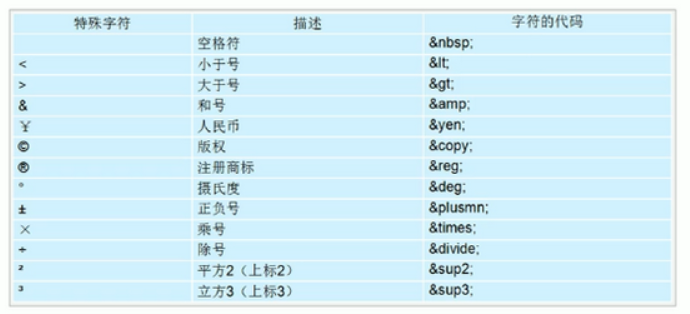 特殊字符 描述 字符的代码
空格符 &nbsp;
< 小于号 &lt;
> 大于号 &gt;
& 和号 &amp;
¥ 人民币 &yen;
© 版权 &copy;
® 注册商标 &reg;
° 摄氏度 &deg;
± 正负号 &plusmn;
× 乘号 &times;
÷ 除号 &divide;
² 平方2（上标2） &sup2;
³ 立方3（上标3） &sup3;